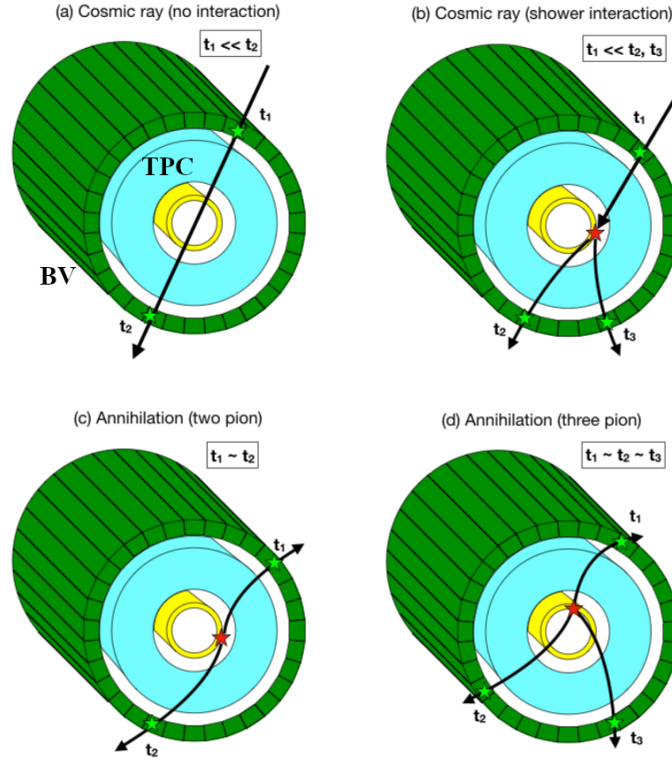 (a) Cosmic ray (no interaction)
t1 << t2
t1
TPC
BV
t2
(b) Cosmic ray (shower interaction)
t1 << t2, t3
t1
t2
t3
(c) Annihilation (two pion)
t1 ~ t2
t1
t2
(d) Annihilation (three pion)
t1 ~ t2 ~ t3
t1
t2
t3